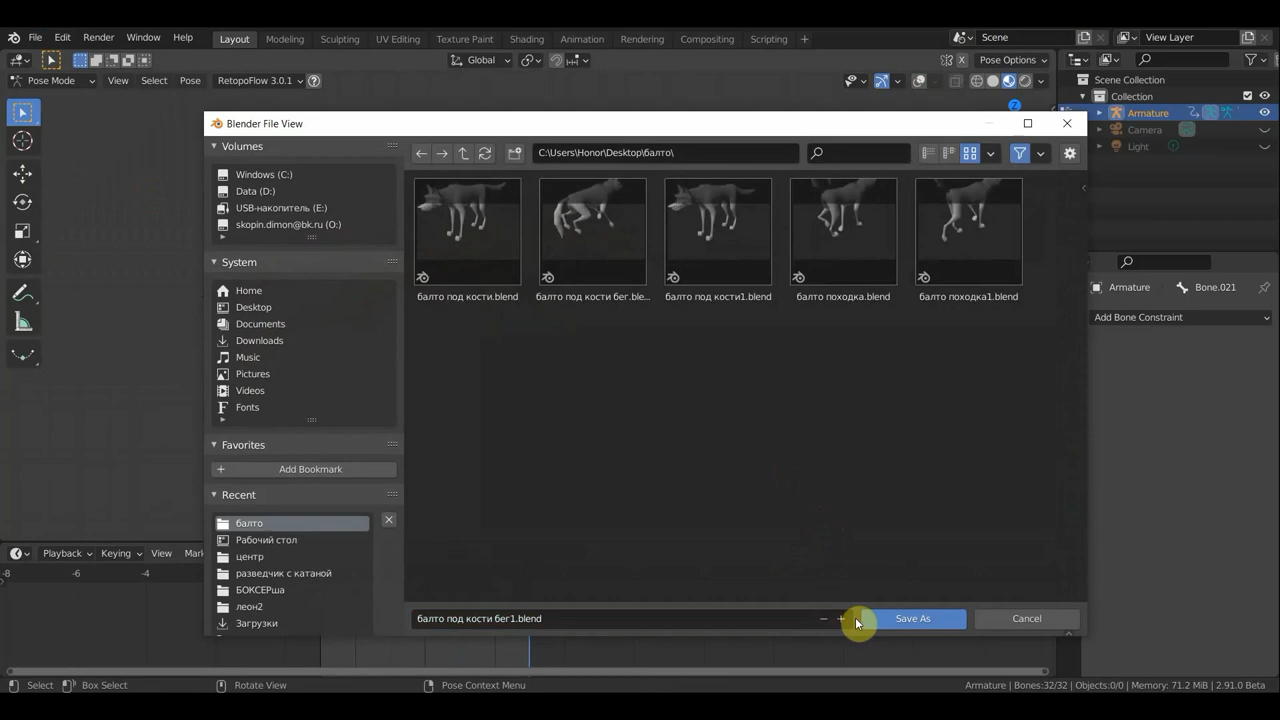 File Edit Render Window Help Layout Modeling Sculpting UV Editing Texture Paint Shading Animation Rendering Compositing Scripting + Scene View Layer
Global X Pose Options
Pose Mode View Select Pose RetopoFlow 3.0.1 ?
Scene Collection
Collection
Armature
Camera
Light
Z
Blender File View
Volumes
Windows (C:)
Data (D:)
USB-накопитель (E:)
skopin.dimon@bk.ru (O:)
System
Home
Desktop
Documents
Downloads
Music
Pictures
Videos
Fonts
Favorites
Add Bookmark
Recent
балто
Рабочий стол
центр
разведчик с катаной
БОКСЕРша
леон2
Загрузки
C:\Users\Honor\Desktop\балто\
балто под кости.blend
балто под кости бег.ble...
балто под кости1.blend
балто походка.blend
балто походка1.blend
балто под кости бег1.blend
Save As
Cancel
Armature Bone.021
Add Bone Constraint
Playback Keying View Mark
-8 -6 -4
Select Box Select Rotate View Pose Context Menu Armature | Bones:32/32 | Objects:0/0 | Memory: 71.2 MiB | 2.91.0 Beta